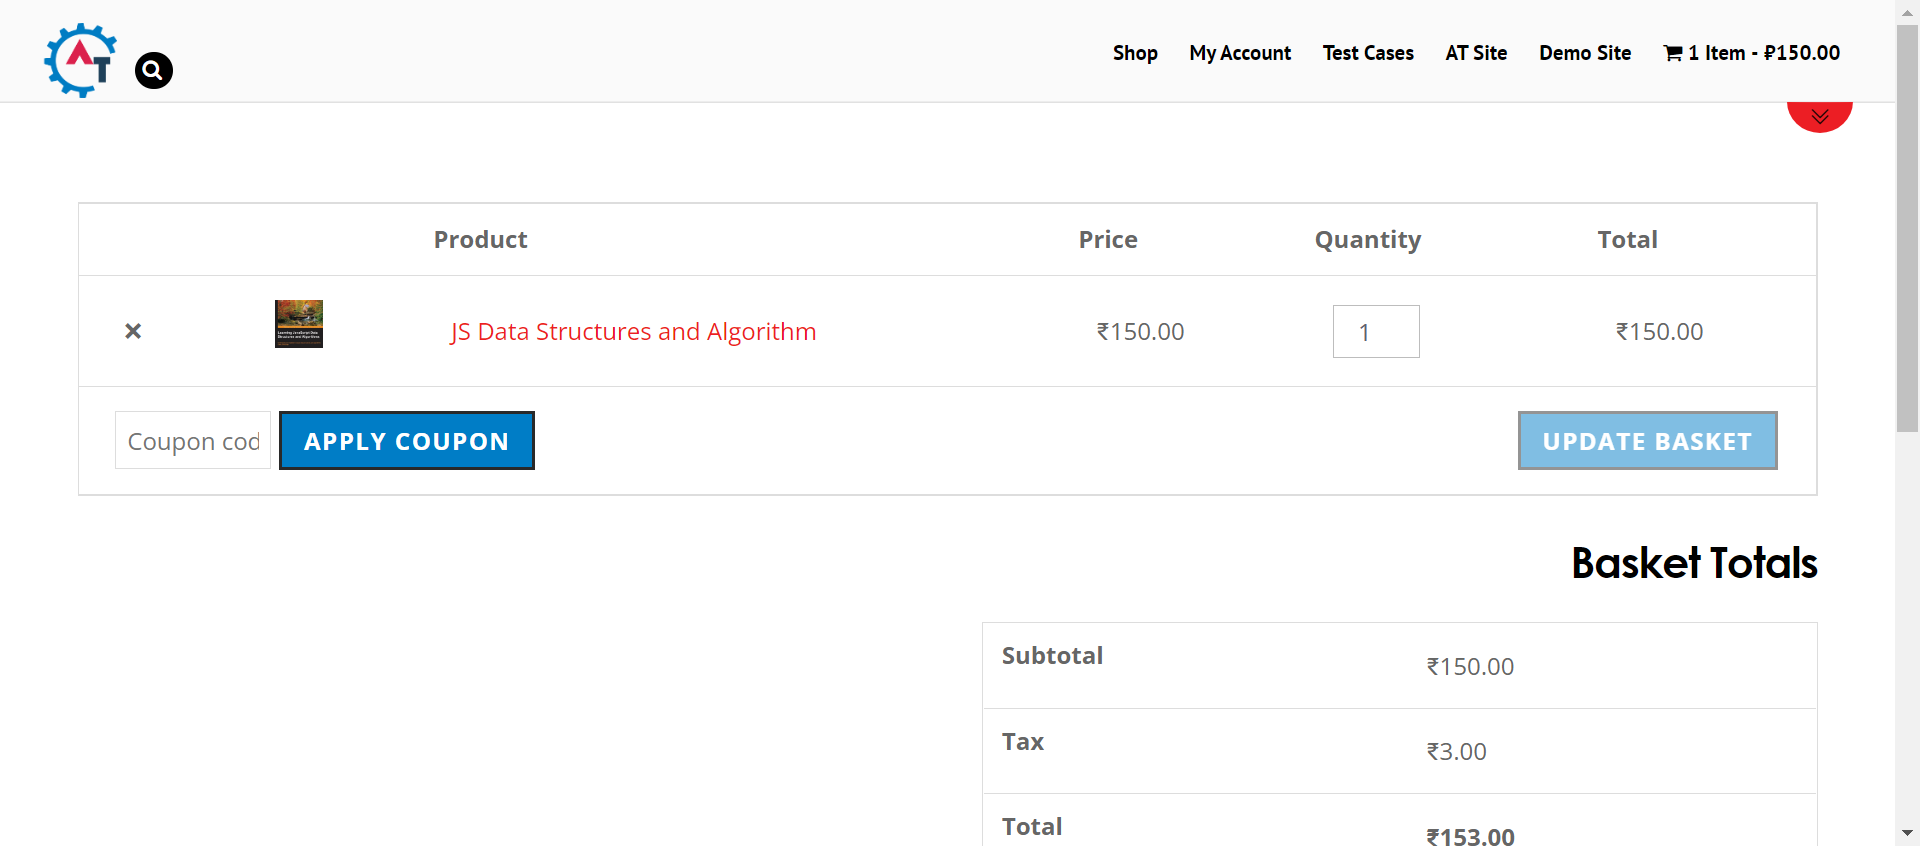 AT
Shop My Account Test Cases AT Site Demo Site 1 Item - ₽150.00
Product Price Quantity Total
× JS Data Structures and Algorithm ₹150.00 1 ₹150.00
Coupon cod APPLY COUPON UPDATE BASKET
Basket Totals
Subtotal ₹150.00
Tax ₹3.00
Total ₹153.00